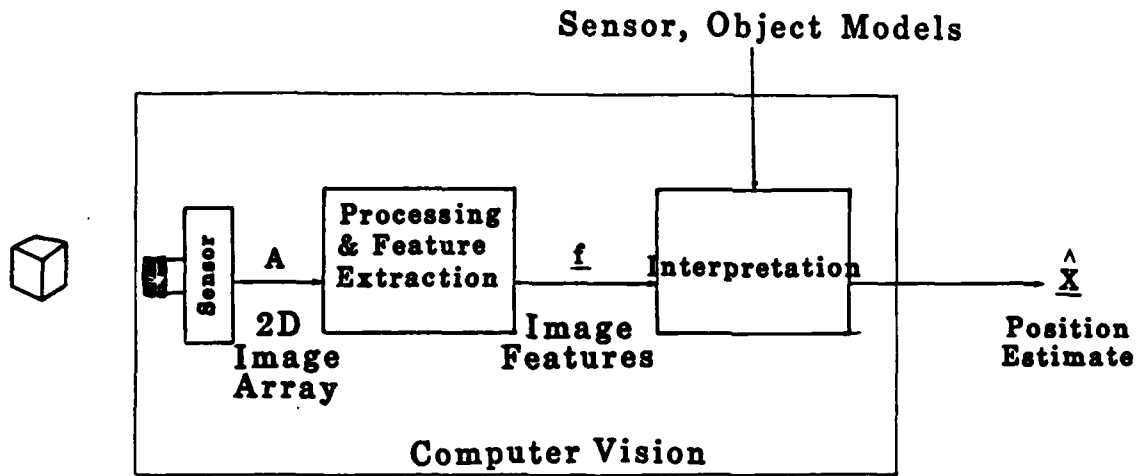 Sensor, Object Models
Sensor
A
2D
Image
Array
Processing
& Feature
Extraction
f
Image
Features
Interpretation
X̂
Position
Estimate
Computer Vision